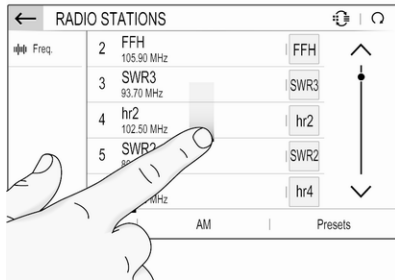 RADIO STATIONS
Freq.
2 FFH FFH
105.90 MHz
3 SWR3 SWR3
93.70 MHz
4 hr2 hr2
102.50 MHz
5 SWR2 SWR2
hr4
MHz
AM Presets